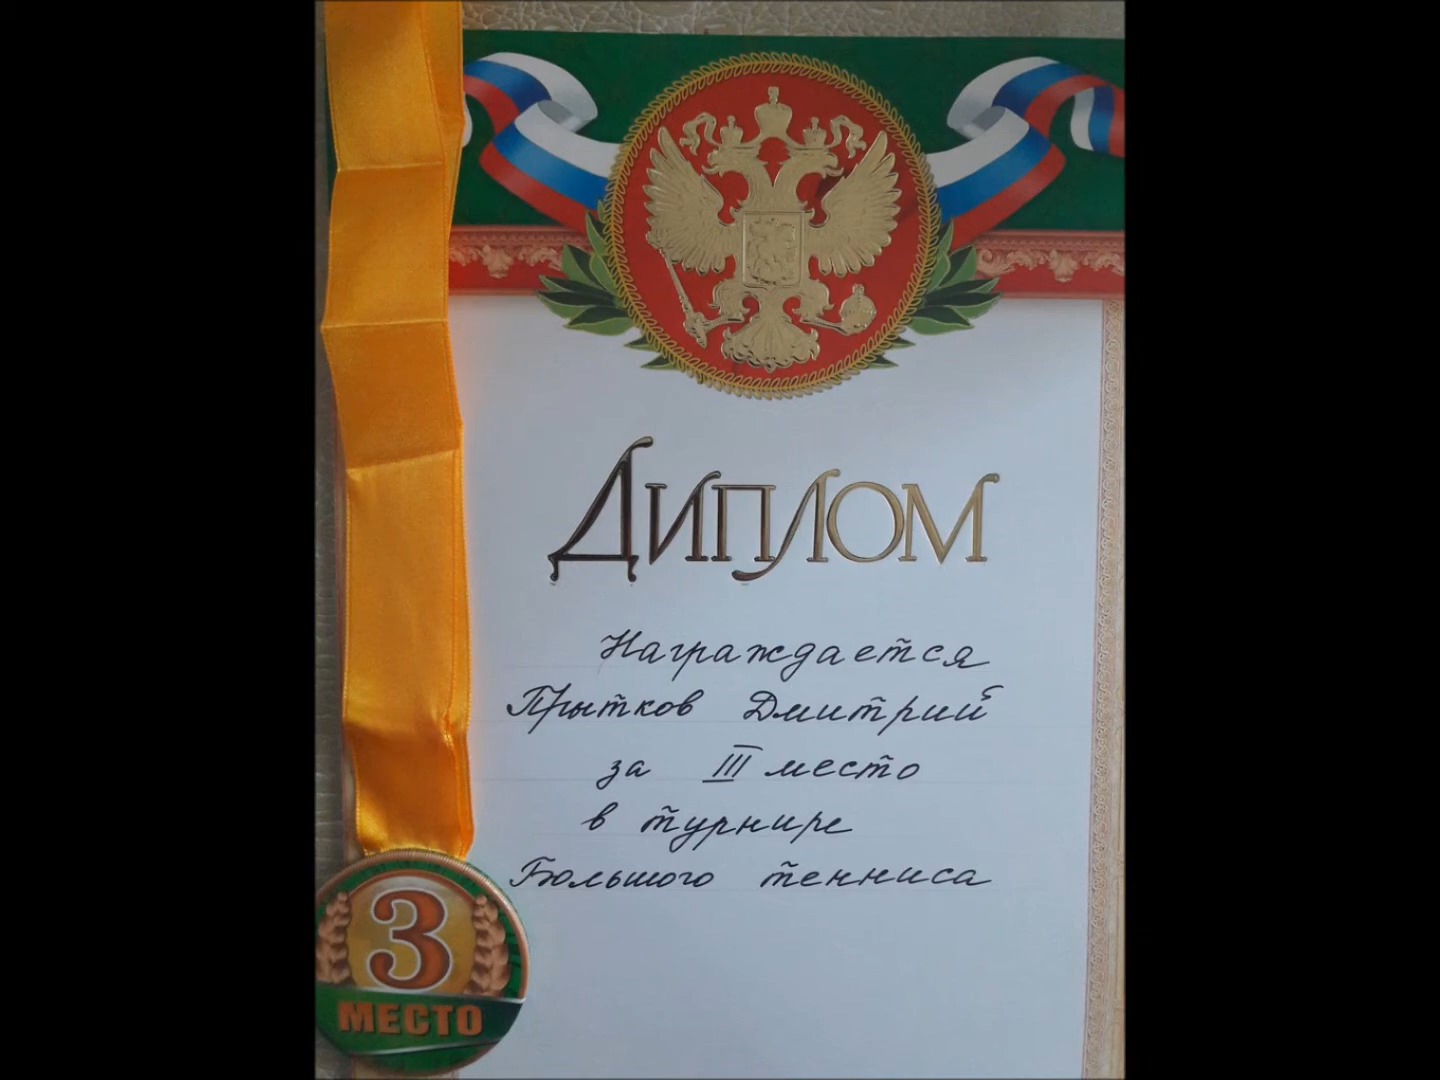 Диплом
Награждается
Прытков Дмитрий
за III место
в турнире
Большого тенниса
3
МЕСТО